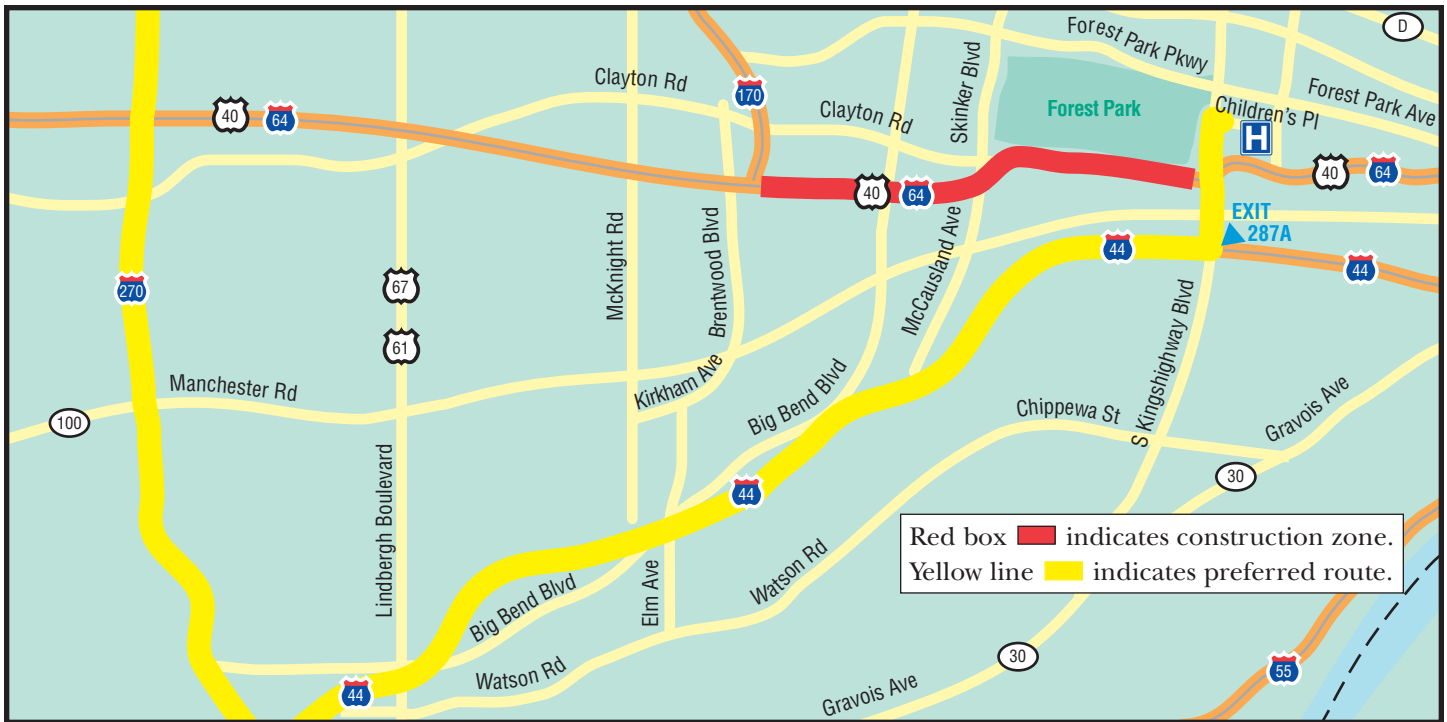 D
Forest Park Pkwy
Skinker Blvd
Clayton Rd
170
40
64
Clayton Rd
Forest Park
Forest Park Ave
Children's Pl
H
40
64
40
64
McKnight Rd
Brentwood Blvd
McCausland Ave
EXIT
287A
44
44
270
67
61
S Kingshighway Blvd
Manchester Rd
100
Kirkham Ave
Big Bend Blvd
Chippewa St
Gravois Ave
30
44
Lindbergh Boulevard
Elm Ave
Watson Rd
Red box indicates construction zone.
Yellow line indicates preferred route.
Big Bend Blvd
Watson Rd
44
30
55
Gravois Ave